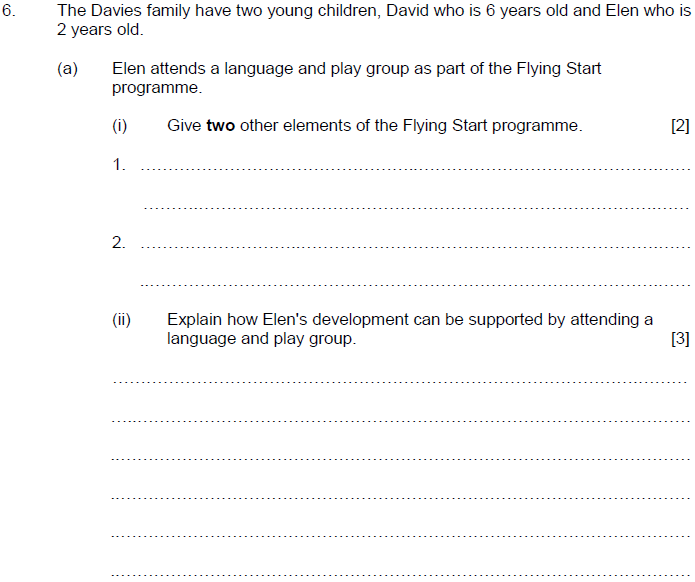 6. The Davies family have two young children, David who is 6 years old and Elen who is
2 years old.
(a) Elen attends a language and play group as part of the Flying Start
programme.
(i) Give two other elements of the Flying Start programme. [2]
1. ................................................................................
................................................................................
2. ................................................................................
................................................................................
(ii) Explain how Elen's development can be supported by attending a
language and play group. [3]
................................................................................
................................................................................
................................................................................
................................................................................
................................................................................
................................................................................